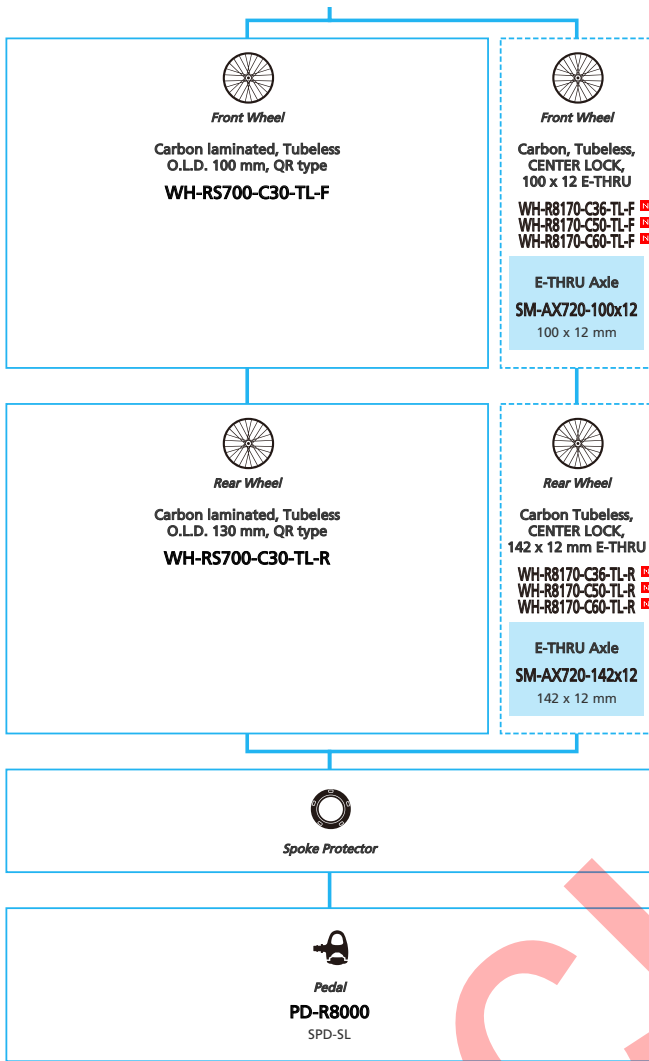 Front Wheel
Carbon laminated, Tubeless
O.L.D. 100 mm, QR type
WH-RS700-C30-TL-F
Front Wheel
Carbon, Tubeless,
CENTER LOCK,
100 x 12 E-THRU
WH-R8170-C36-TL-F
WH-R8170-C50-TL-F
WH-R8170-C60-TL-F
E-THRU Axle
SM-AX720-100x12
100 x 12 mm
Rear Wheel
Carbon laminated, Tubeless
O.L.D. 130 mm, QR type
WH-RS700-C30-TL-R
Rear Wheel
Carbon Tubeless,
CENTER LOCK,
142 x 12 mm E-THRU
WH-R8170-C36-TL-R
WH-R8170-C50-TL-R
WH-R8170-C60-TL-R
E-THRU Axle
SM-AX720-142x12
142 x 12 mm
Spoke Protector
Pedal
PD-R8000
SPD-SL